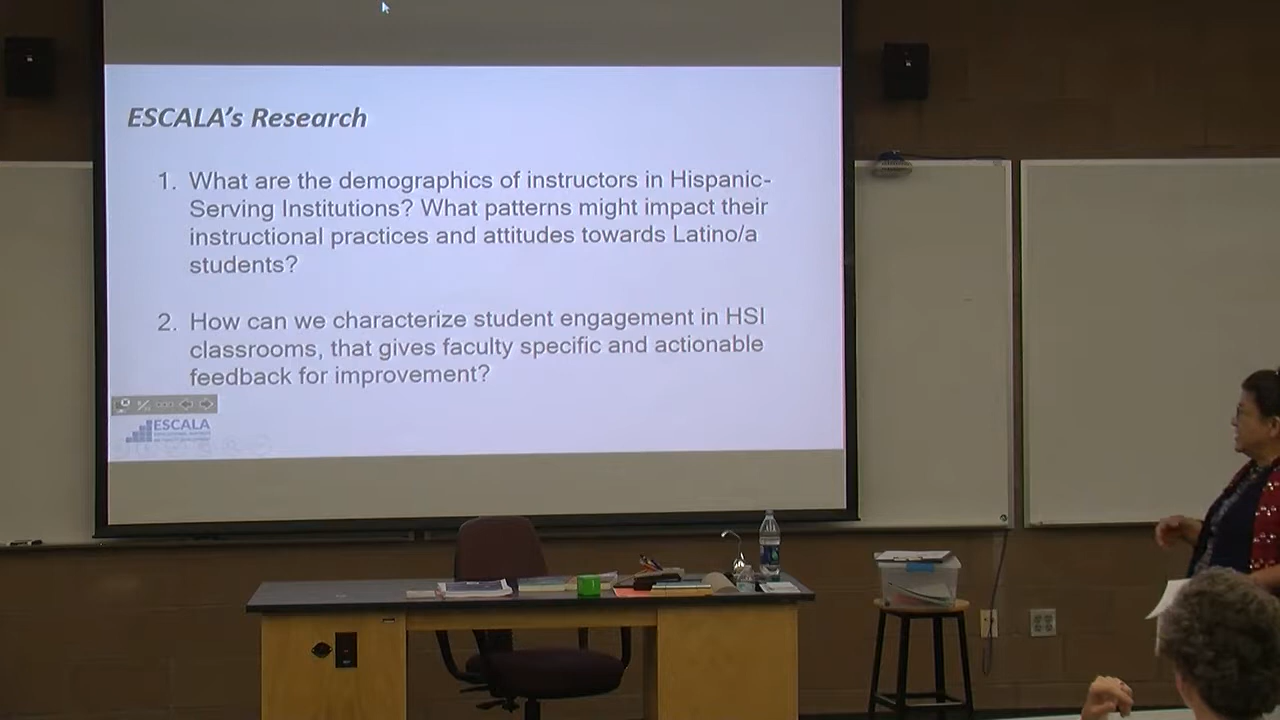 ESCALA's Research
1. What are the demographics of instructors in Hispanic-
Serving Institutions? What patterns might impact their
instructional practices and attitudes towards Latino/a
students?
2. How can we characterize student engagement in HSI
classrooms, that gives faculty specific and actionable
feedback for improvement?
ESCALA